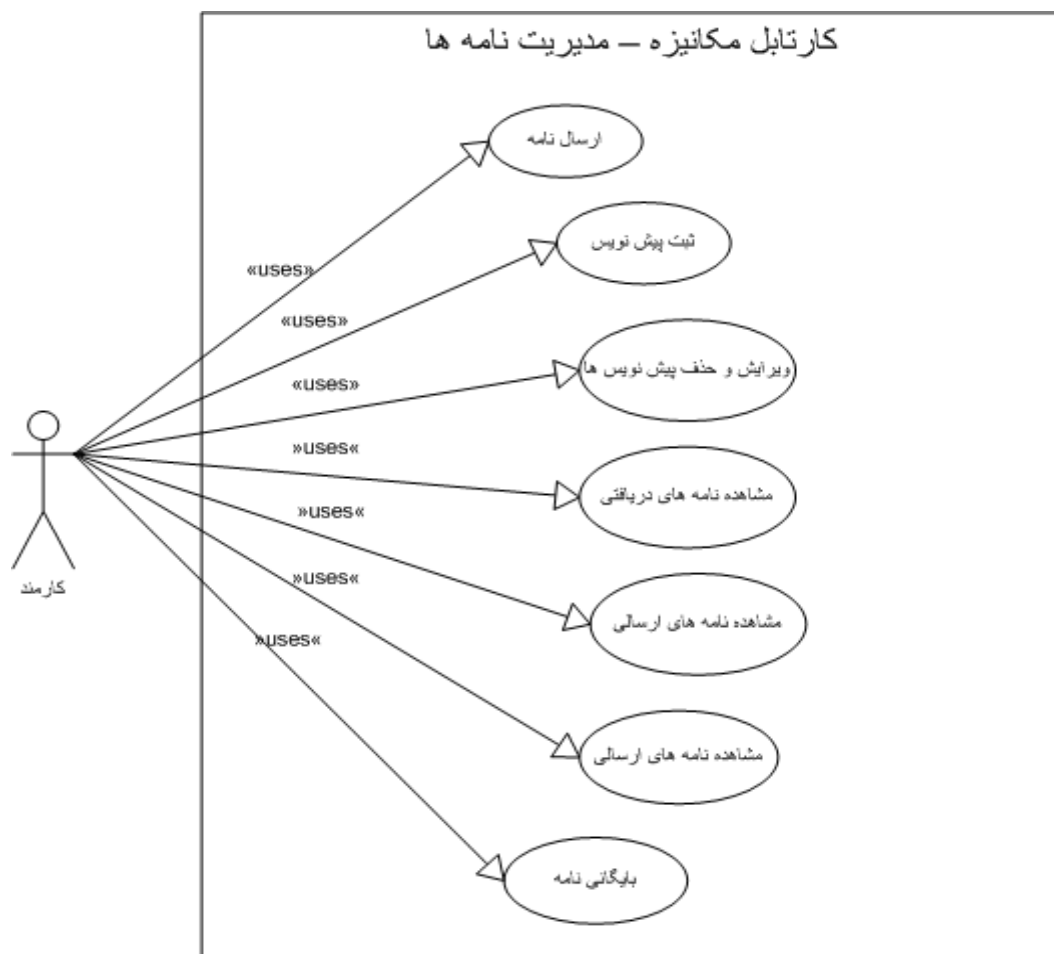 کارتابل مکانیزه – مدیریت نامه ها
ارسال نامه
ثبت پیش نویس
«uses»
«uses»
ویرایش و حذف پیش نویس ها
«uses»
»uses«
مشاهده نامه های دریافتی
»uses«
کارمند
»uses«
مشاهده نامه های ارسالی
»uses«
مشاهده نامه های ارسالی
بایگانی نامه